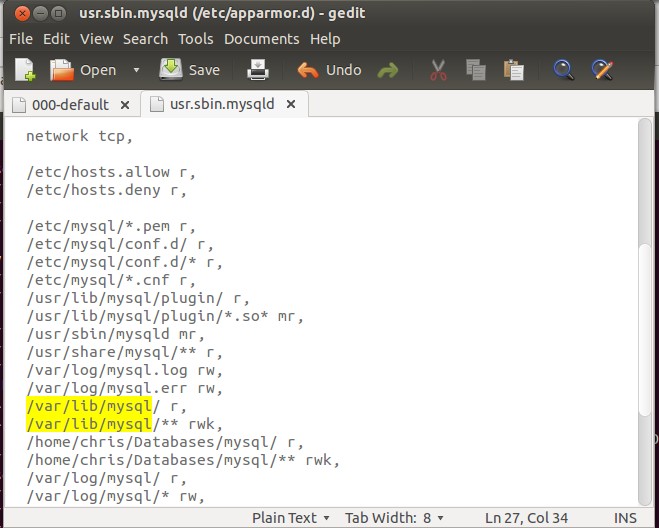 usr.sbin.mysqld (/etc/apparmor.d) - gedit
File Edit View Search Tools Documents Help
Open Save Undo
000-default usr.sbin.mysqld
network tcp,
/etc/hosts.allow r,
/etc/hosts.deny r,
/etc/mysql/*.pem r,
/etc/mysql/conf.d/ r,
/etc/mysql/conf.d/* r,
/etc/mysql/*.cnf r,
/usr/lib/mysql/plugin/ r,
/usr/lib/mysql/plugin/*.so* mr,
/usr/sbin/mysqld mr,
/usr/share/mysql/** r,
/var/log/mysql.log rw,
/var/log/mysql.err rw,
/var/lib/mysql/ r,
/var/lib/mysql/** rwk,
/home/chris/Databases/mysql/ r,
/home/chris/Databases/mysql/** rwk,
/var/log/mysql/ r,
/var/log/mysql/* rw,
Plain Text Tab Width: 8 Ln 27, Col 34 INS